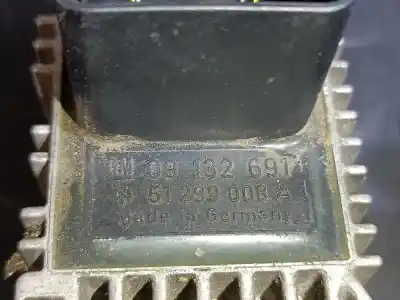 GM 09 132 691
51 299 008 A
Made in Germany